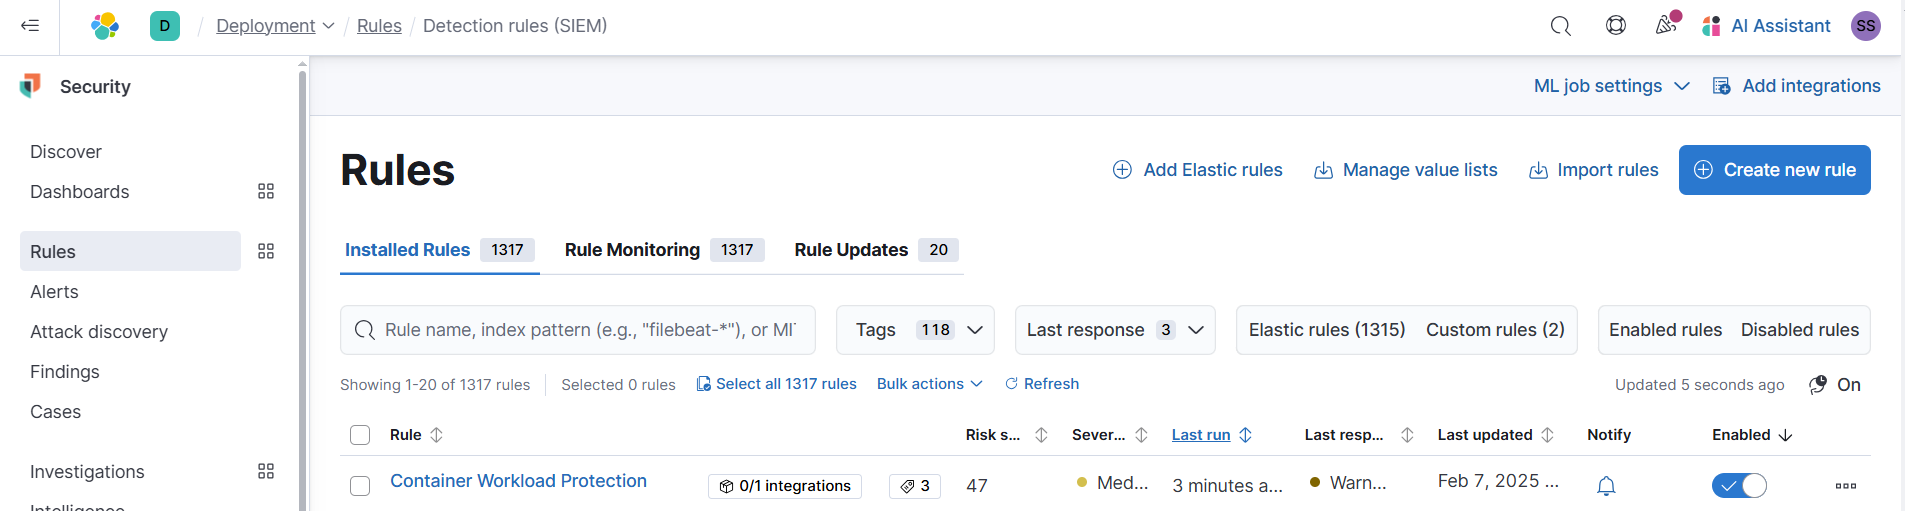 D / Deployment / Rules / Detection rules (SIEM) AI Assistant SS
Security
ML job settings Add integrations
Discover
Dashboards
Rules
Alerts
Attack discovery
Findings
Cases
Investigations
Rules
Add Elastic rules Manage value lists Import rules Create new rule
Installed Rules 1317 Rule Monitoring 1317 Rule Updates 20
Rule name, index pattern (e.g., "filebeat-*"), or MI Tags 118 Last response 3 Elastic rules (1315) Custom rules (2) Enabled rules Disabled rules
Showing 1-20 of 1317 rules Selected 0 rules Select all 1317 rules Bulk actions Refresh Updated 5 seconds ago On
Rule Risk s... Sever... Last run Last resp... Last updated Notify Enabled
Container Workload Protection 0/1 integrations 3 47 Med... 3 minutes a... Warn... Feb 7, 2025 ...